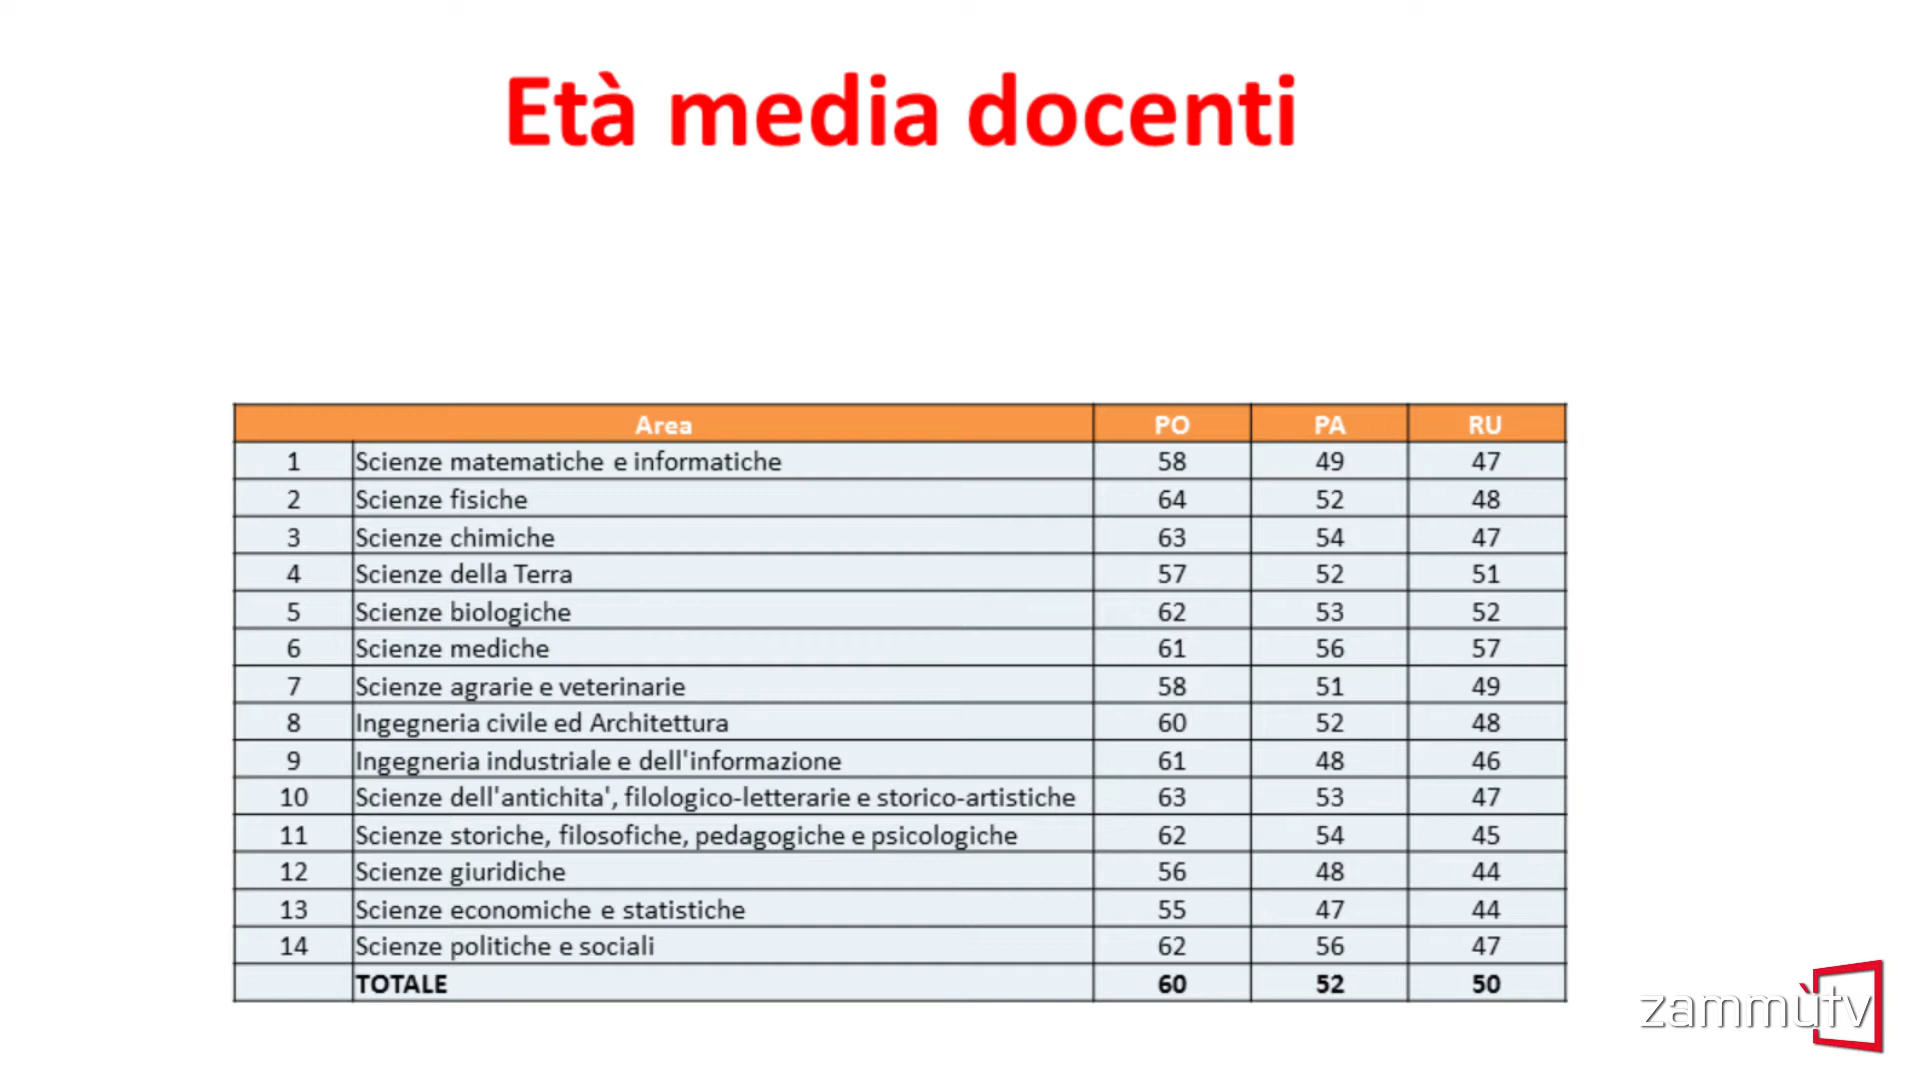 Età media docenti
Area PO PA RU
1 Scienze matematiche e informatiche 58 49 47
2 Scienze fisiche 64 52 48
3 Scienze chimiche 63 54 47
4 Scienze della Terra 57 52 51
5 Scienze biologiche 62 53 52
6 Scienze mediche 61 56 57
7 Scienze agrarie e veterinarie 58 51 49
8 Ingegneria civile ed Architettura 60 52 48
9 Ingegneria industriale e dell'informazione 61 48 46
10 Scienze dell'antichita', filologico-letterarie e storico-artistiche 63 53 47
11 Scienze storiche, filosofiche, pedagogiche e psicologiche 62 54 45
12 Scienze giuridiche 56 48 44
13 Scienze economiche e statistiche 55 47 44
14 Scienze politiche e sociali 62 56 47
TOTALE 60 52 50
zammùtv